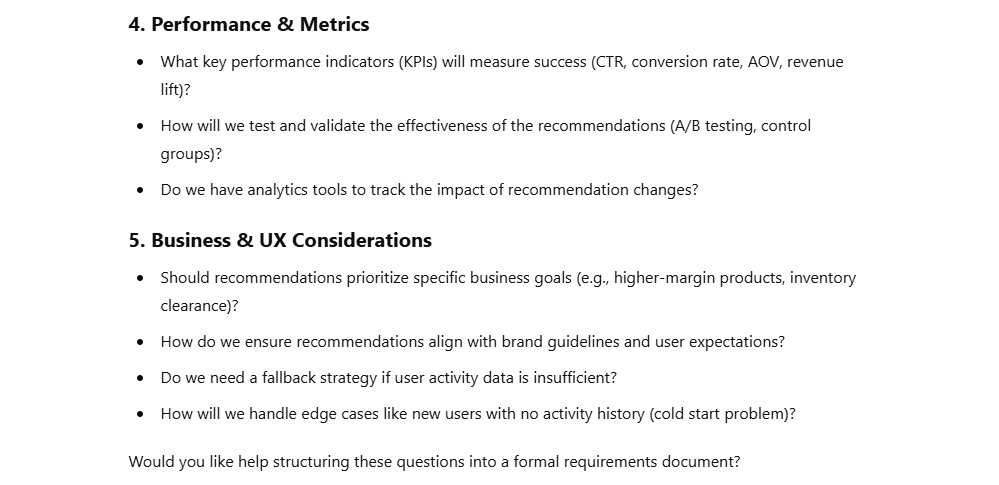 4. Performance & Metrics
• What key performance indicators (KPIs) will measure success (CTR, conversion rate, AOV, revenue
lift)?
• How will we test and validate the effectiveness of the recommendations (A/B testing, control
groups)?
• Do we have analytics tools to track the impact of recommendation changes?
5. Business & UX Considerations
• Should recommendations prioritize specific business goals (e.g., higher-margin products, inventory
clearance)?
• How do we ensure recommendations align with brand guidelines and user expectations?
• Do we need a fallback strategy if user activity data is insufficient?
• How will we handle edge cases like new users with no activity history (cold start problem)?
Would you like help structuring these questions into a formal requirements document?